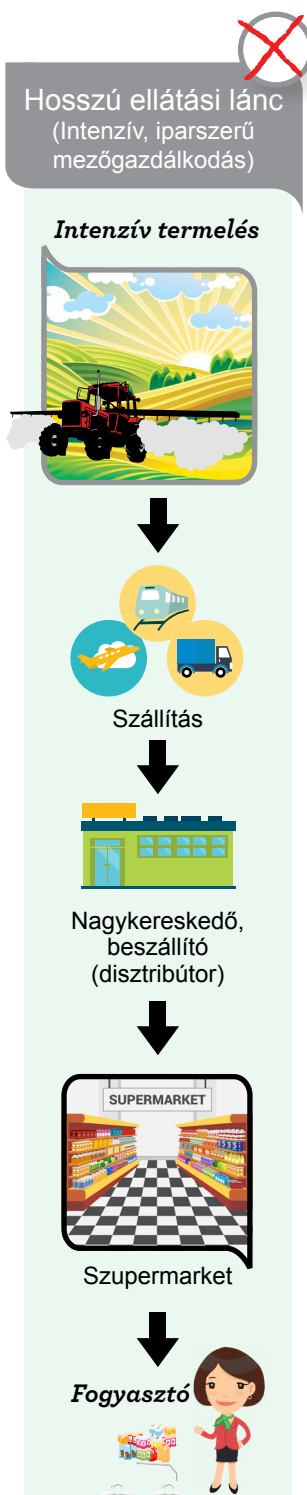 Hosszú ellátási lánc
(Intenzív, iparszerű
mezőgazdálkodás)
Intenzív termelés
Szállítás
Nagykereskedő,
beszállító
(disztribútor)
SUPERMARKET
Szupermarket
Fogyasztó